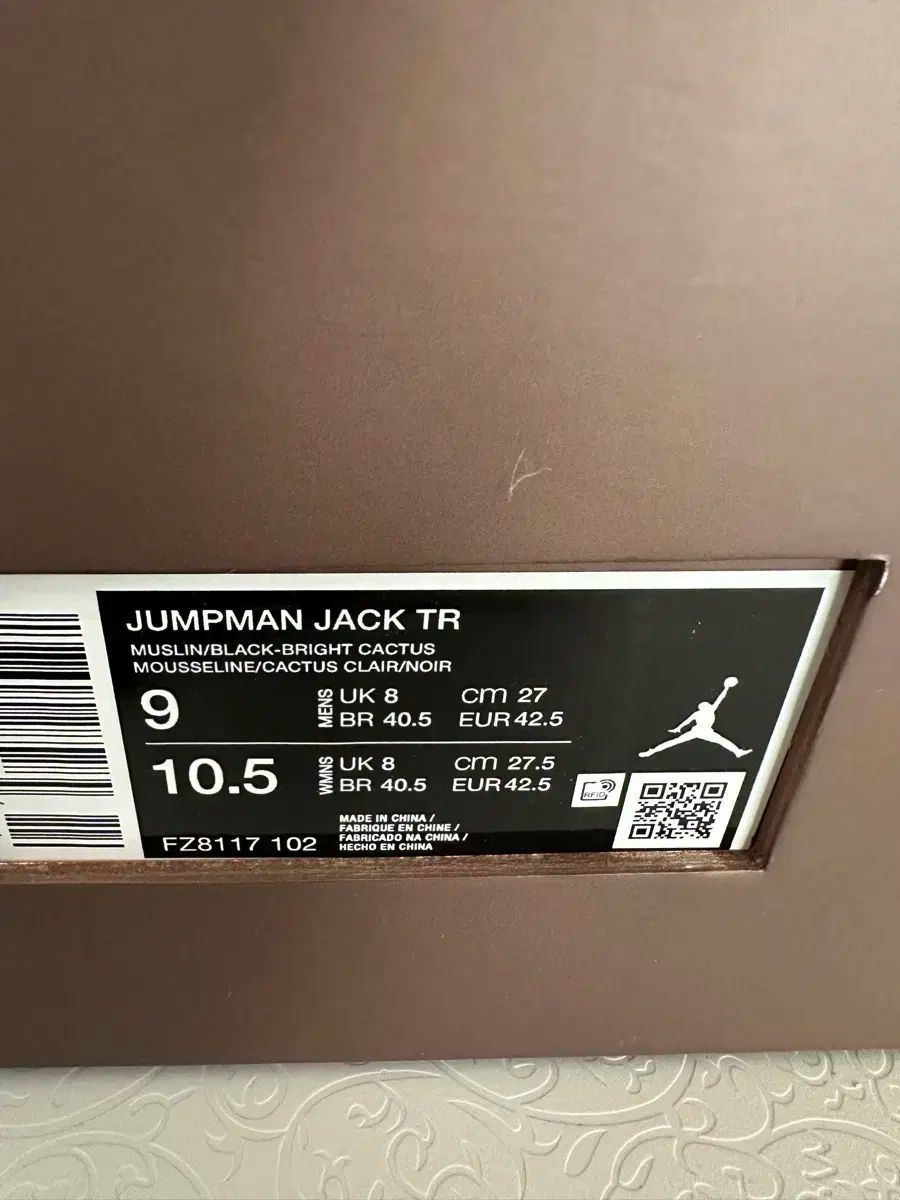 JUMPMAN JACK TR
MUSLIN/BLACK-BRIGHT CACTUS
MOUSSELINE/CACTUS CLAIR/NOIR
9 MENS UK 8 CM 27
BR 40.5 EUR 42.5
10.5 WMNS UK 8 CM 27.5
BR 40.5 EUR 42.5
RFID
FZ8117 102
MADE IN CHINA /
FABRIQUE EN CHINE /
FABRICADO NA CHINA /
HECHO EN CHINA